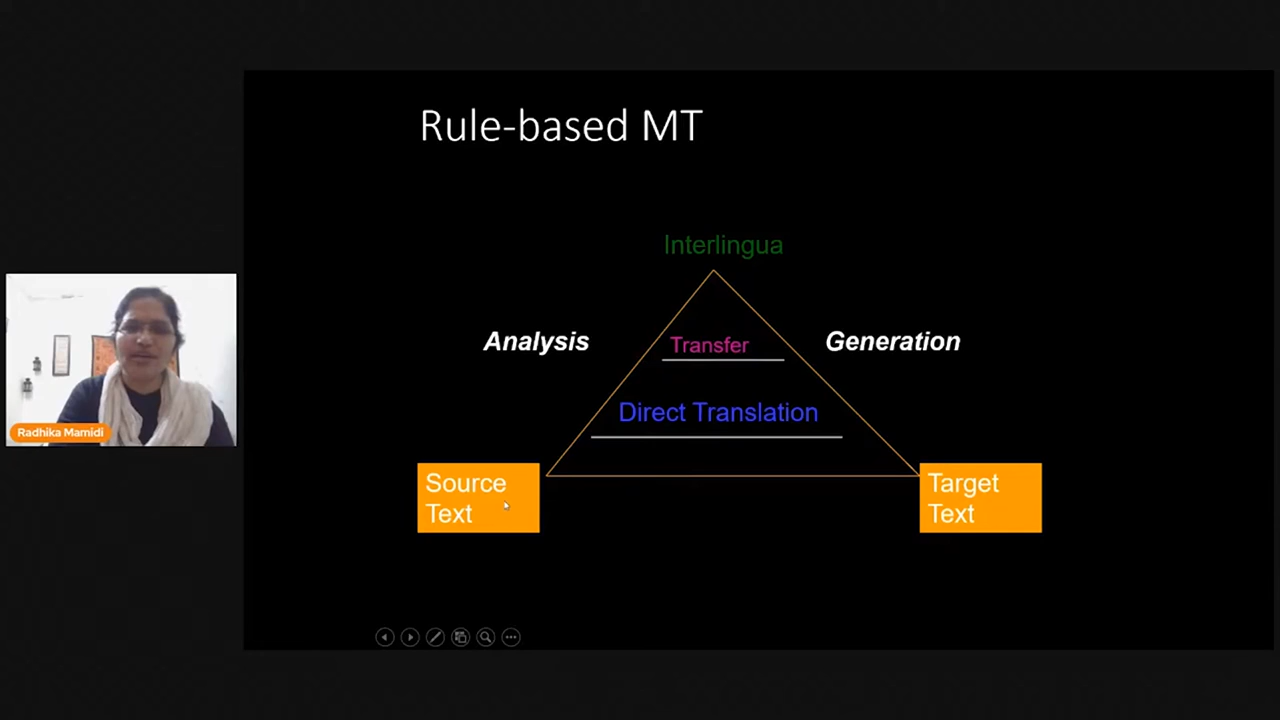 Rule-based MT
Interlingua
Analysis
Transfer
Generation
Direct Translation
Source
Text
Target
Text
Radhika Mamidi